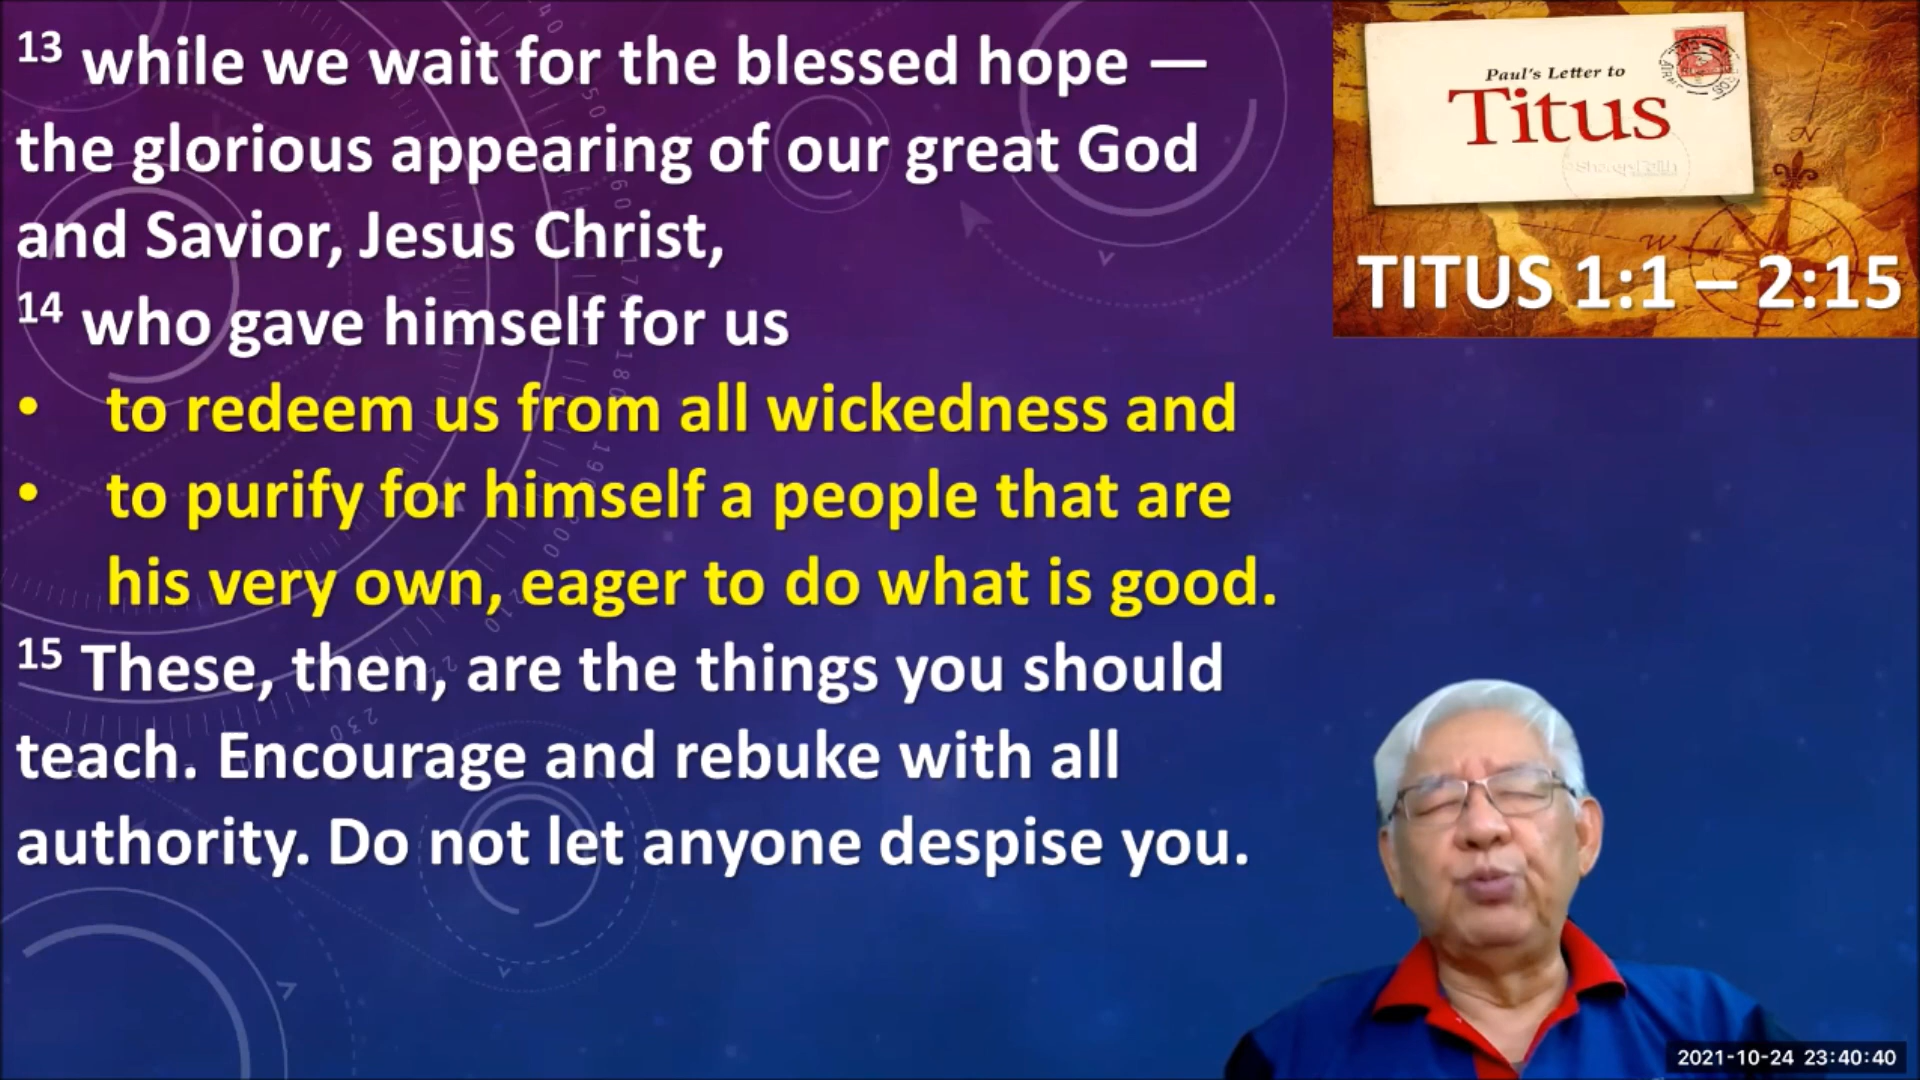 13 while we wait for the blessed hope —
the glorious appearing of our great God
and Savior, Jesus Christ,
14 who gave himself for us
• to redeem us from all wickedness and
• to purify for himself a people that are
his very own, eager to do what is good.
15 These, then, are the things you should
teach. Encourage and rebuke with all
authority. Do not let anyone despise you.
Paul's Letter to
Titus
N
W
TITUS 1:1 – 2:15
2021-10-24 23:40:40